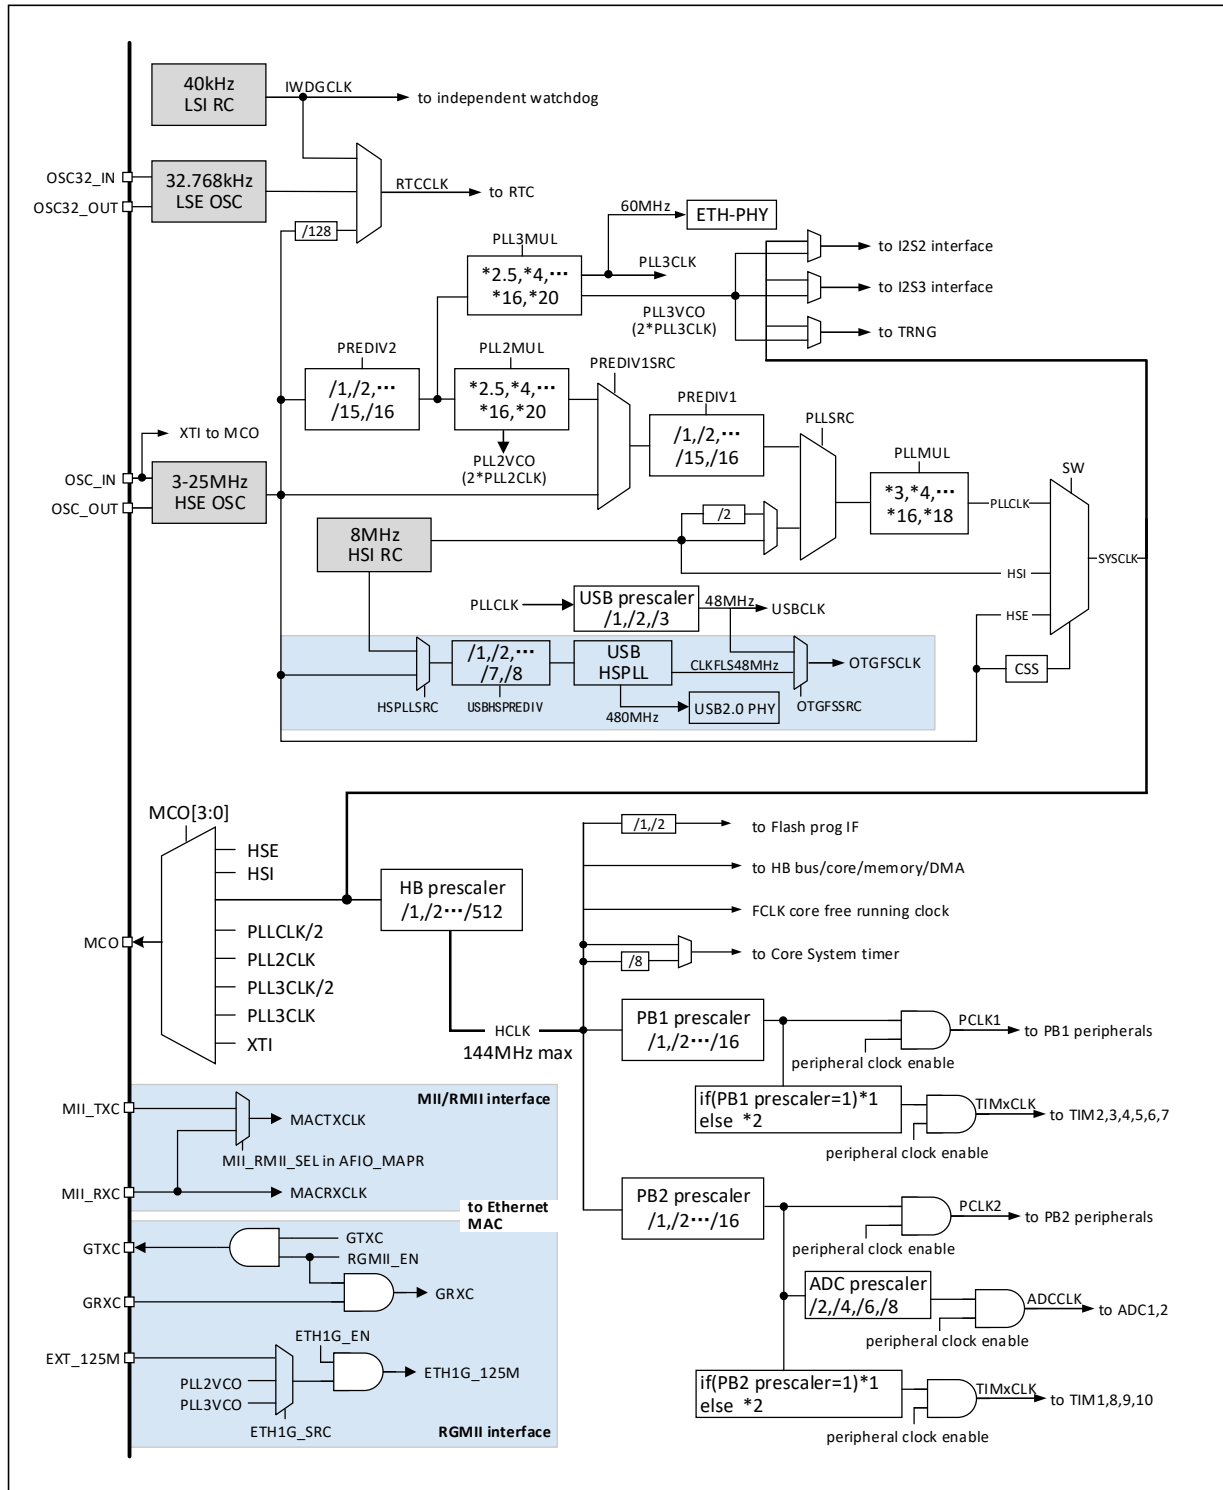 40kHz
LSI RC
IWDGCLK
to independent watchdog
OSC32_IN
OSC32_OUT
32.768kHz
LSE OSC
RTCCLK
to RTC
/128
60MHz
ETH-PHY
PLL3MUL
*2.5,*4,…
*16,*20
PLL3CLK
PLL3VCO
(2*PLL3CLK)
to I2S2 interface
to I2S3 interface
to TRNG
PREDIV2
/1,/2,…
/15,/16
PLL2MUL
*2.5,*4,…
*16,*20
PLL2VCO
(2*PLL2CLK)
PREDIV1SRC
PREDIV1
/1,/2,…
/15,/16
PLLSRC
PLLMUL
*3,*4,…
*16,*18
PLLCLK
SW
SYSCLK
XTI to MCO
OSC_IN
OSC_OUT
3-25MHz
HSE OSC
/2
8MHz
HSI RC
HSI
HSE
CSS
PLLCLK
USB prescaler
/1,/2,/3
48MHz
USBCLK
/1,/2,…
/7,/8
USB
HSPLL
CLKFLS48MHz
OTGFSCLK
HSPLLSRC
USBHSPREDIV
480MHz
USB2.0 PHY
OTGFSSRC
MCO[3:0]
HSE
HSI
PLLCLK/2
PLL2CLK
PLL3CLK/2
PLL3CLK
XTI
MCO
HB prescaler
/1,/2…/512
HCLK
144MHz max
/1,/2
to Flash prog IF
to HB bus/core/memory/DMA
FCLK core free running clock
/8
to Core System timer
PB1 prescaler
/1,/2…/16
PCLK1
to PB1 peripherals
peripheral clock enable
if(PB1 prescaler=1)*1
else *2
TIMxCLK
to TIM2,3,4,5,6,7
peripheral clock enable
PB2 prescaler
/1,/2…/16
PCLK2
to PB2 peripherals
peripheral clock enable
ADC prescaler
/2,/4,/6,/8
ADCCLK
to ADC1,2
peripheral clock enable
if(PB2 prescaler=1)*1
else *2
TIMxCLK
to TIM1,8,9,10
peripheral clock enable
MII/RMII interface
MII_TXC
MACTXCLK
MII_RMII_SEL in AFIO_MAPR
MII_RXC
MACRXCLK
to Ethernet
MAC
GTXC
GTXC
RGMII_EN
GRXC
GRXC
ETH1G_EN
EXT_125M
PLL2VCO
PLL3VCO
ETH1G_125M
ETH1G_SRC
RGMII interface